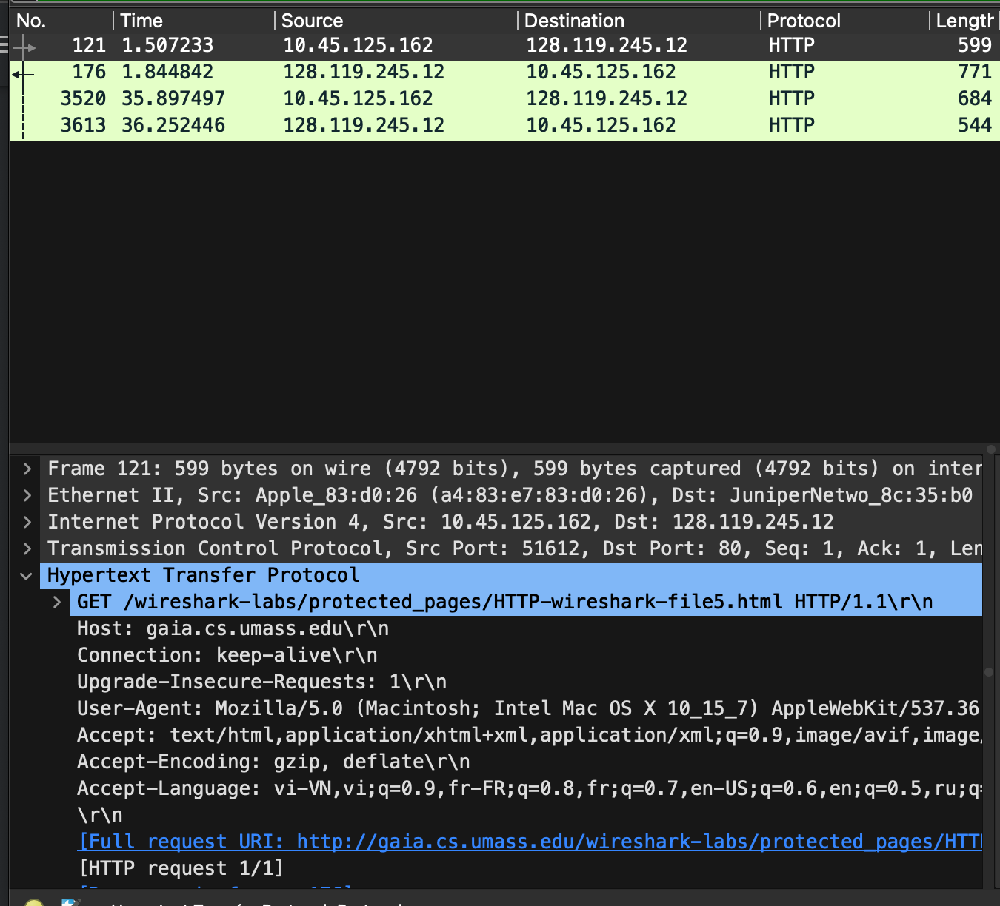 No. Time Source Destination Protocol Length
121 1.507233 10.45.125.162 128.119.245.12 HTTP 599
176 1.844842 128.119.245.12 10.45.125.162 HTTP 771
3520 35.897497 10.45.125.162 128.119.245.12 HTTP 684
3613 36.252446 128.119.245.12 10.45.125.162 HTTP 544
Frame 121: 599 bytes on wire (4792 bits), 599 bytes captured (4792 bits) on inter
Ethernet II, Src: Apple_83:d0:26 (a4:83:e7:83:d0:26), Dst: JuniperNetwo_8c:35:b0
Internet Protocol Version 4, Src: 10.45.125.162, Dst: 128.119.245.12
Transmission Control Protocol, Src Port: 51612, Dst Port: 80, Seq: 1, Ack: 1, Len
Hypertext Transfer Protocol
GET /wireshark-labs/protected_pages/HTTP-wireshark-file5.html HTTP/1.1\r\n
Host: gaia.cs.umass.edu\r\n
Connection: keep-alive\r\n
Upgrade-Insecure-Requests: 1\r\n
User-Agent: Mozilla/5.0 (Macintosh; Intel Mac OS X 10_15_7) AppleWebKit/537.36
Accept: text/html,application/xhtml+xml,application/xml;q=0.9,image/avif,image/
Accept-Encoding: gzip, deflate\r\n
Accept-Language: vi-VN,vi;q=0.9,fr-FR;q=0.8,fr;q=0.7,en-US;q=0.6,en;q=0.5,ru;q=
\r\n
[Full request URI: http://gaia.cs.umass.edu/wireshark-labs/protected_pages/HTT
[HTTP request 1/1]